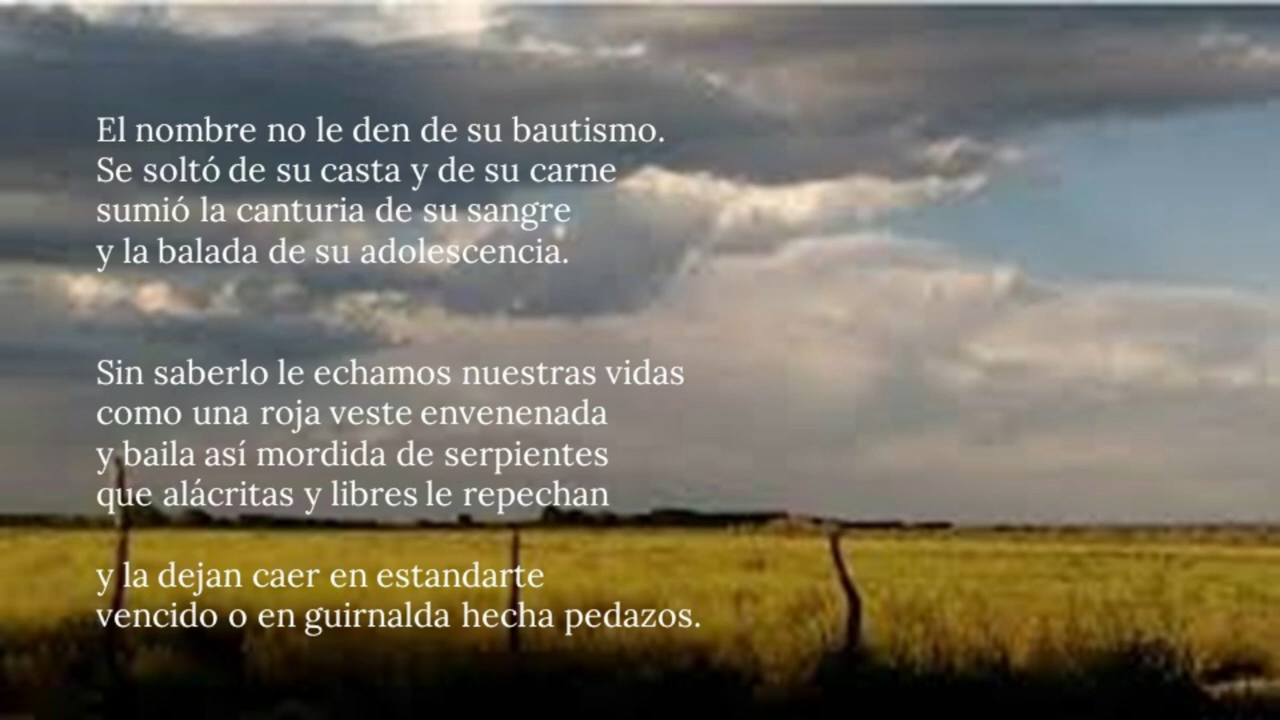 El nombre no le den de su bautismo.
Se soltó de su casta y de su carne
sumió la canturia de su sangre
y la balada de su adolescencia.
Sin saberlo le echamos nuestras vidas
como una roja veste envenenada
y baila así mordida de serpientes
que alácritas y libres le repechan
y la dejan caer en estandarte
vencido o en guirnalda hecha pedazos.